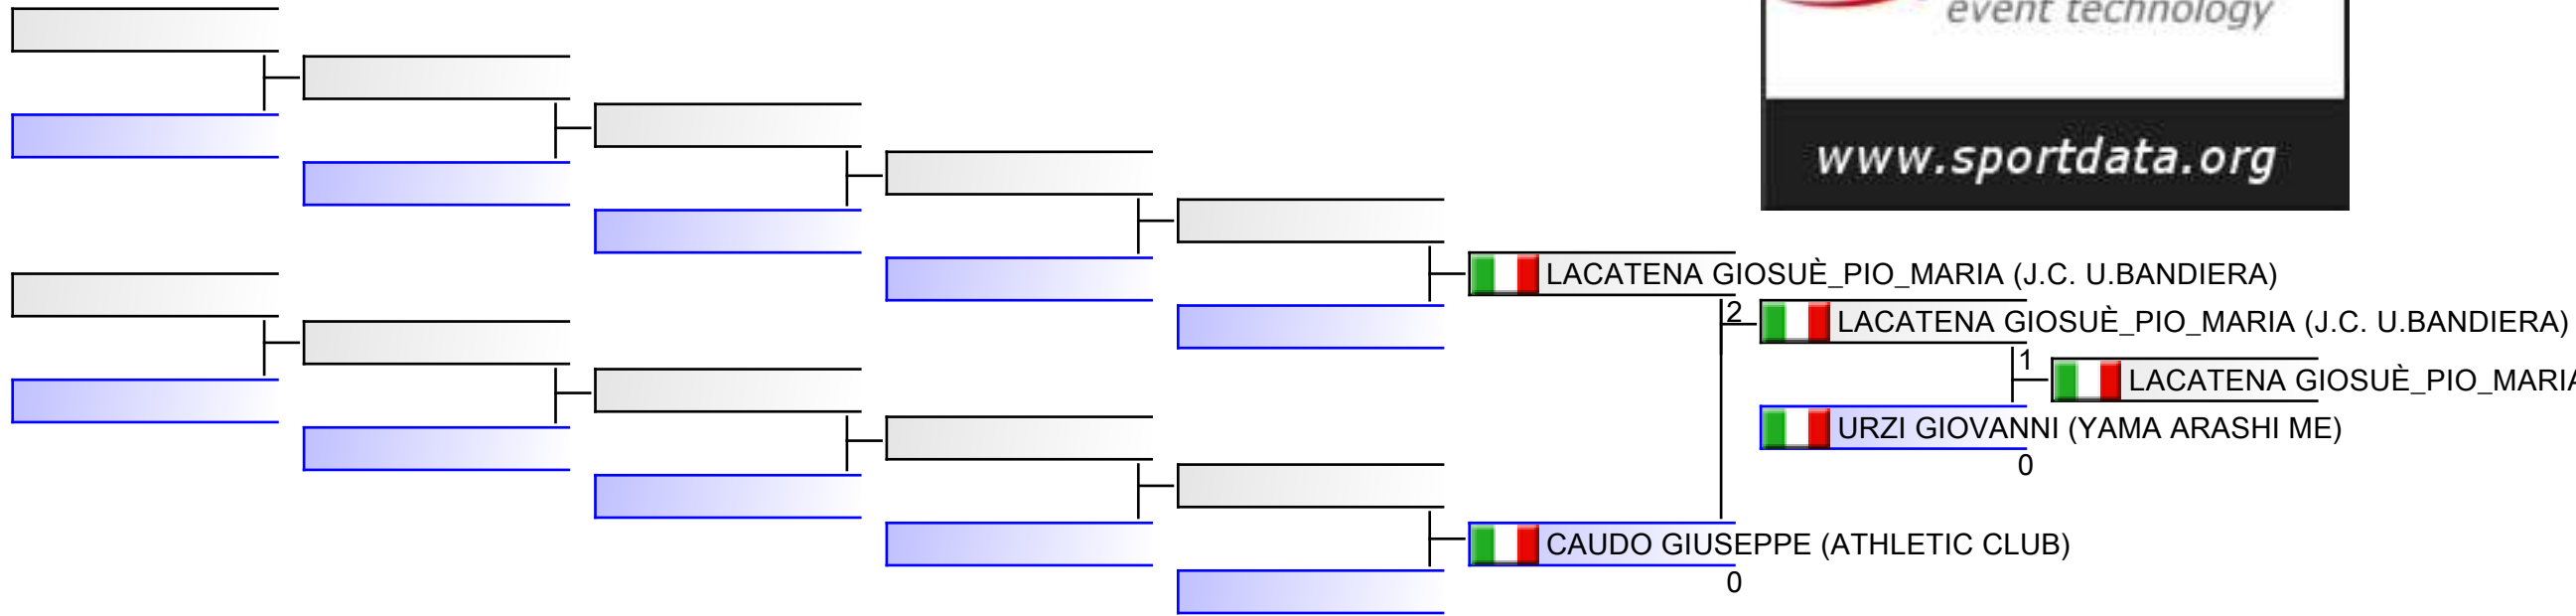 event technology
www.sportdata.org
LACATENA GIOSUÈ_PIO_MARIA (J.C. U.BANDIERA)
2
LACATENA GIOSUÈ_PIO_MARIA (J.C. U.BANDIERA)
1
LACATENA GIOSUÈ_PIO_MARIA
URZI GIOVANNI (YAMA ARASHI ME)
0
CAUDO GIUSEPPE (ATHLETIC CLUB)
0